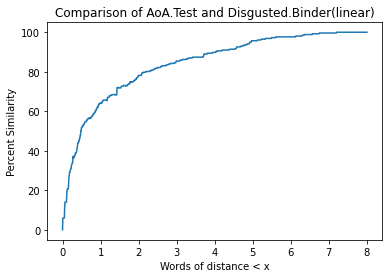 Comparison of AoA.Test and Disgusted.Binder(linear)
Percent Similarity
100
80
60
40
20
0
0 1 2 3 4 5 6 7 8
Words of distance < x